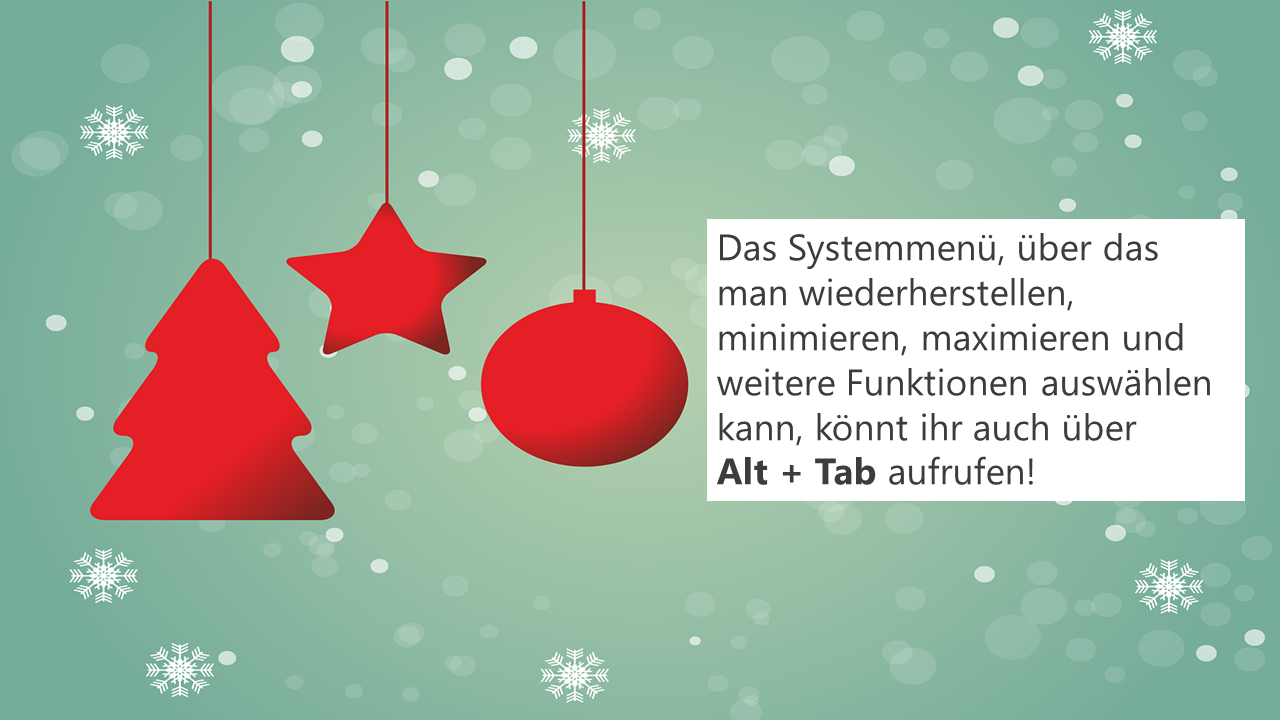 Das Systemmenü, über das
man wiederherstellen,
minimieren, maximieren und
weitere Funktionen auswählen
kann, könnt ihr auch über
Alt + Tab aufrufen!